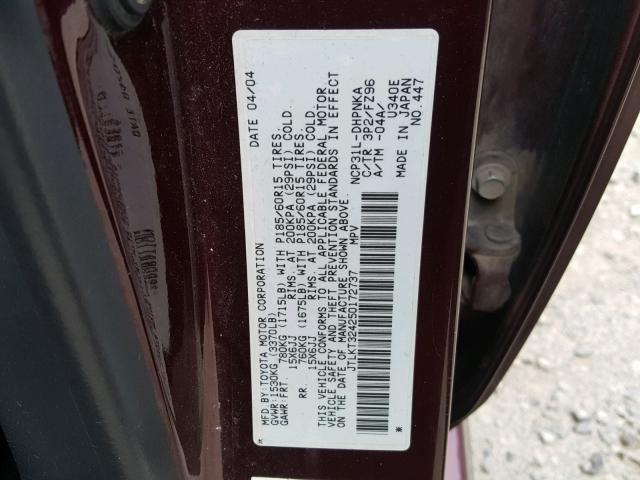 MFD.BY:TOYOTA MOTOR CORPORATION DATE 04/04
GVWR:1530KG (3370LB)
GAWR:FRT. 780KG (1715LB) WITH P185/60R15 TIRES.
15X6JJ RIMS. AT 200KPA (29PSI) COLD.
RR. 760KG (1675LB) WITH P185/60R15 TIRES.
15X6JJ RIMS. AT 200KPA (29PSI) COLD.
THIS VEHICLE CONFORMS TO ALL APPLICABLE FEDERAL MOTOR
VEHICLE SAFETY AND THEFT PREVENTION STANDARDS IN EFFECT
ON THE DATE OF MANUFACTURE SHOWN ABOVE.
JTLKT324250172737 MPV
NCP31L-DHPNKA
C/TR 3P2/FZ96
A/TM -04A/U340E
MADE IN JAPAN
NO.447